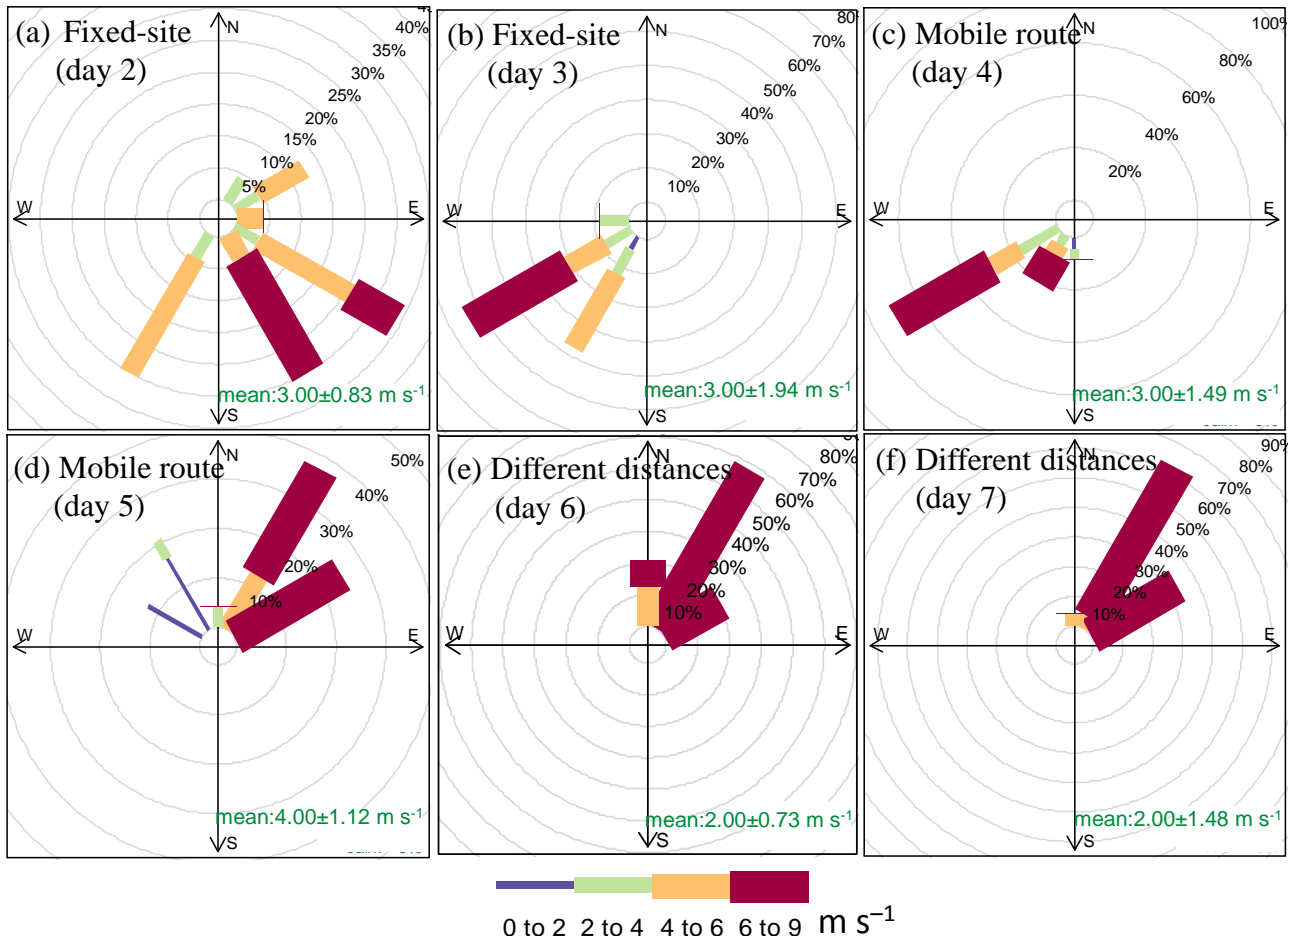 (a) Fixed-site
(day 2)
N
40%
35%
30%
25%
20%
15%
10%
5%
W
E
mean:3.00±0.83 m s⁻¹
S
(b) Fixed-site
(day 3)
N
80
70%
60%
50%
40%
30%
20%
10%
W
E
mean:3.00±1.94 m s⁻¹
S
(c) Mobile route
(day 4)
N
100%
80%
60%
40%
20%
W
E
mean:3.00±1.49 m s⁻¹
S
(d) Mobile route
(day 5)
N
50%
40%
30%
20%
10%
W
E
mean:4.00±1.12 m s⁻¹
S
(e) Different distances
(day 6)
N
80%
70%
60%
50%
40%
30%
20%
10%
W
E
mean:2.00±0.73 m s⁻¹
S
(f) Different distances
(day 7)
N
90%
80%
70%
60%
50%
40%
30%
20%
10%
W
E
mean:2.00±1.48 m s⁻¹
S
0 to 2 2 to 4 4 to 6 6 to 9 m s⁻¹